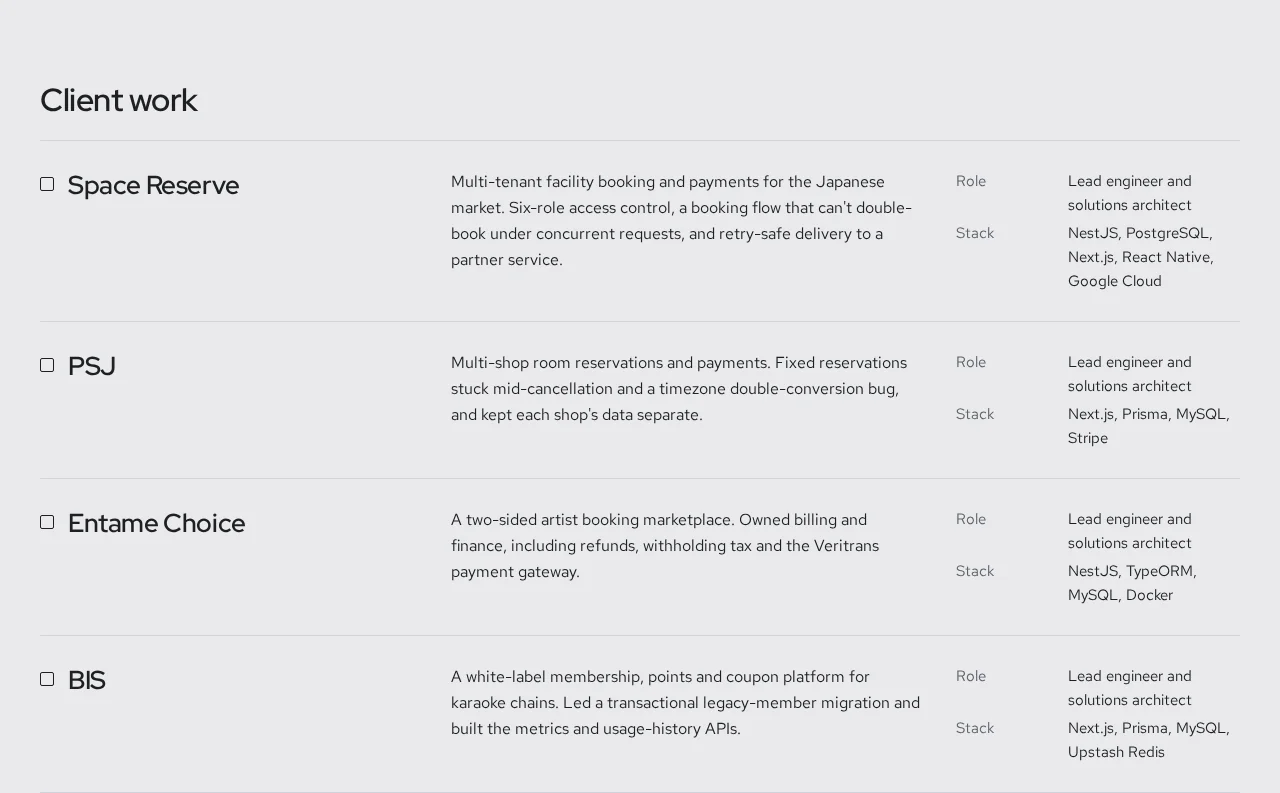 Client work
Space Reserve
Multi-tenant facility booking and payments for the Japanese
market. Six-role access control, a booking flow that can't double-
book under concurrent requests, and retry-safe delivery to a
partner service.
Role
Lead engineer and
solutions architect
Stack
NestJS, PostgreSQL,
Next.js, React Native,
Google Cloud
PSJ
Multi-shop room reservations and payments. Fixed reservations
stuck mid-cancellation and a timezone double-conversion bug,
and kept each shop's data separate.
Role
Lead engineer and
solutions architect
Stack
Next.js, Prisma, MySQL,
Stripe
Entame Choice
A two-sided artist booking marketplace. Owned billing and
finance, including refunds, withholding tax and the Veritrans
payment gateway.
Role
Lead engineer and
solutions architect
Stack
NestJS, TypeORM,
MySQL, Docker
BIS
A white-label membership, points and coupon platform for
karaoke chains. Led a transactional legacy-member migration and
built the metrics and usage-history APIs.
Role
Lead engineer and
solutions architect
Stack
Next.js, Prisma, MySQL,
Upstash Redis